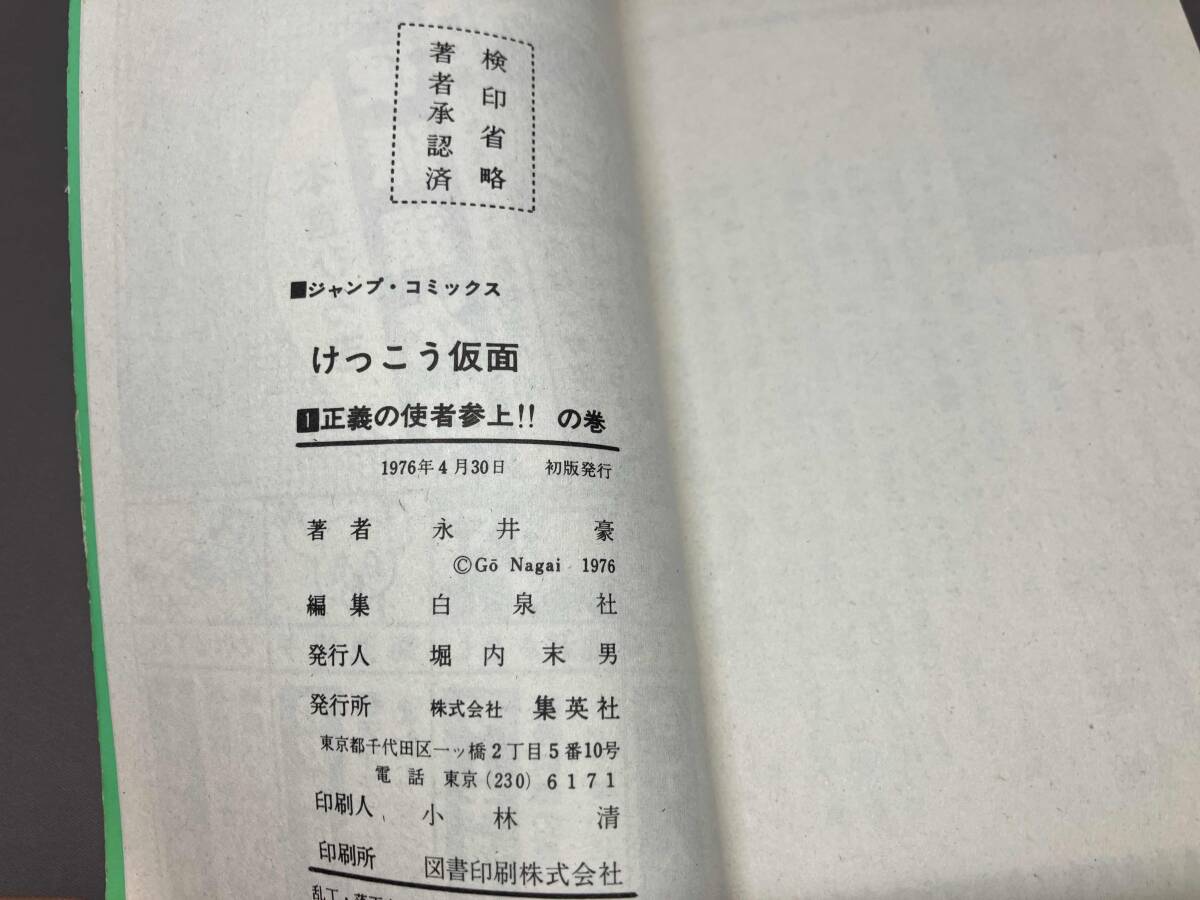 検印省略
著者承認済
■ジャンプ・コミックス
けっこう仮面
1正義の使者参上!! の巻
1976年4月30日 初版発行
著者 永井豪
©Gō Nagai 1976
編集 白泉社
発行人 堀内末男
発行所 株式会社 集英社
東京都千代田区一ッ橋2丁目5番10号
電話 東京(230)6171
印刷人 小林清
印刷所 図書印刷株式会社
乱丁・